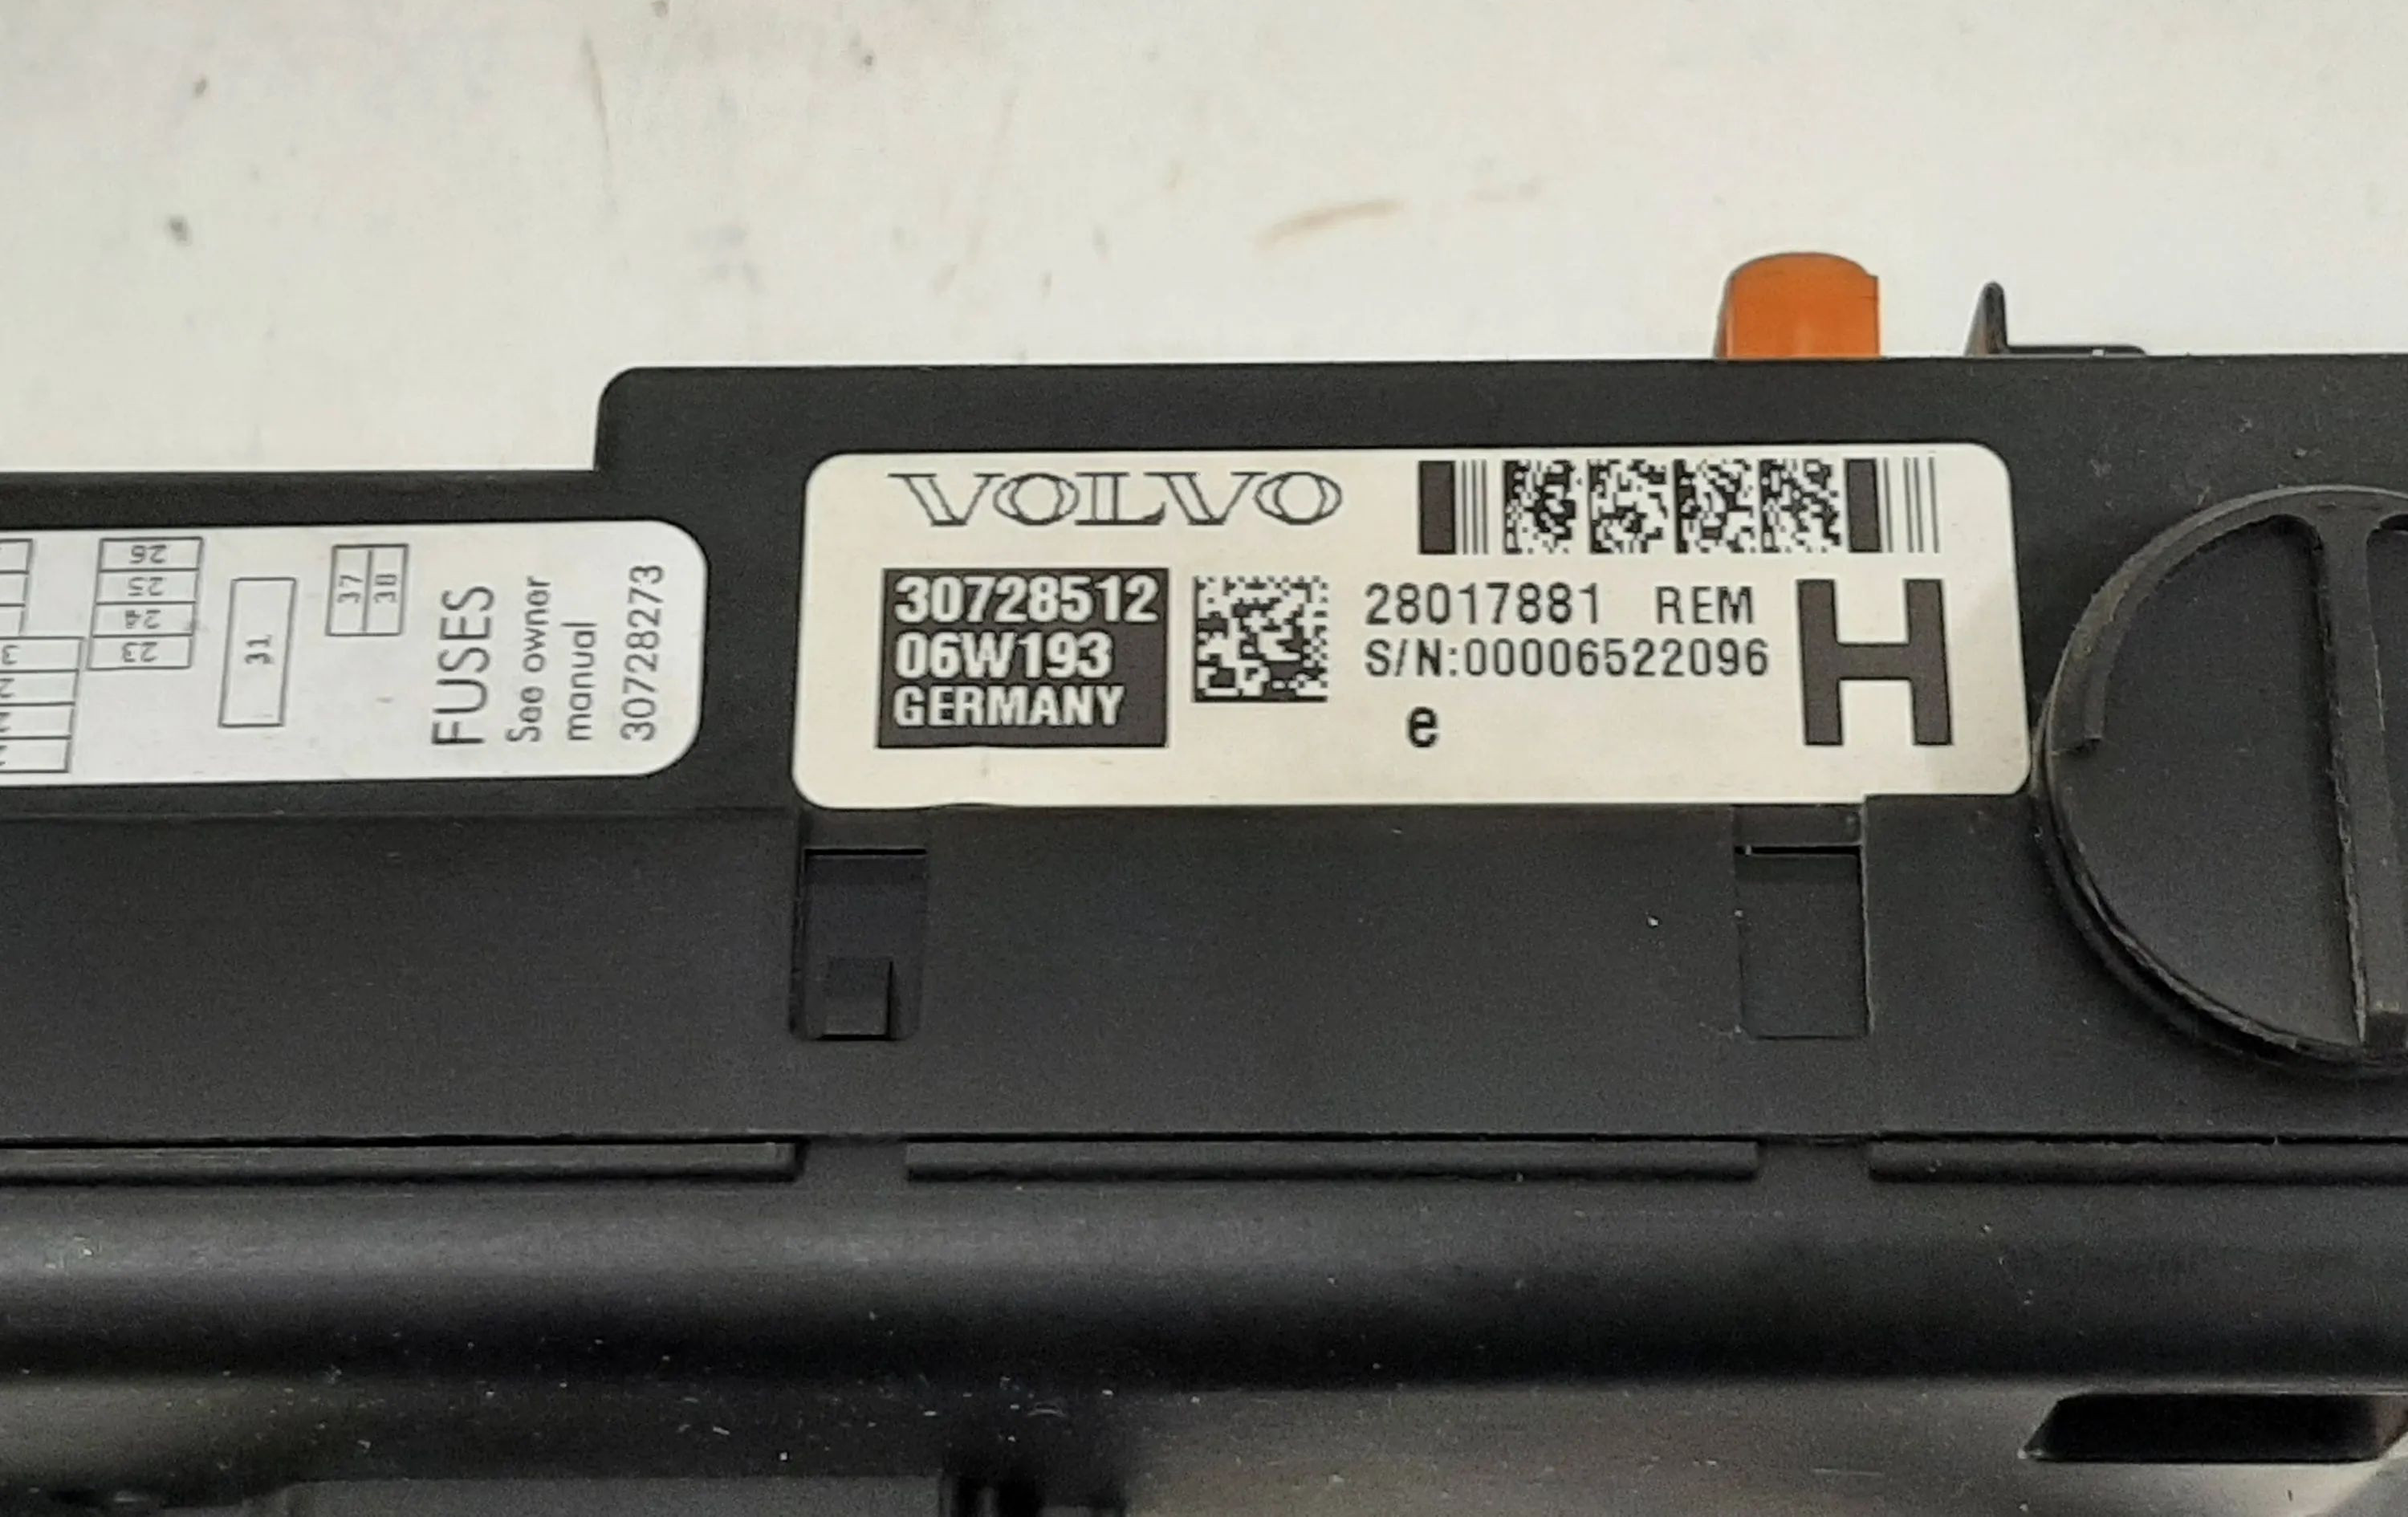 VOLVO
30728512
06W193
GERMANY
28017881 REM
S/N:00006522096
e
H
26
25
24
23
31
37
38
FUSES
See owner
manual
30728273